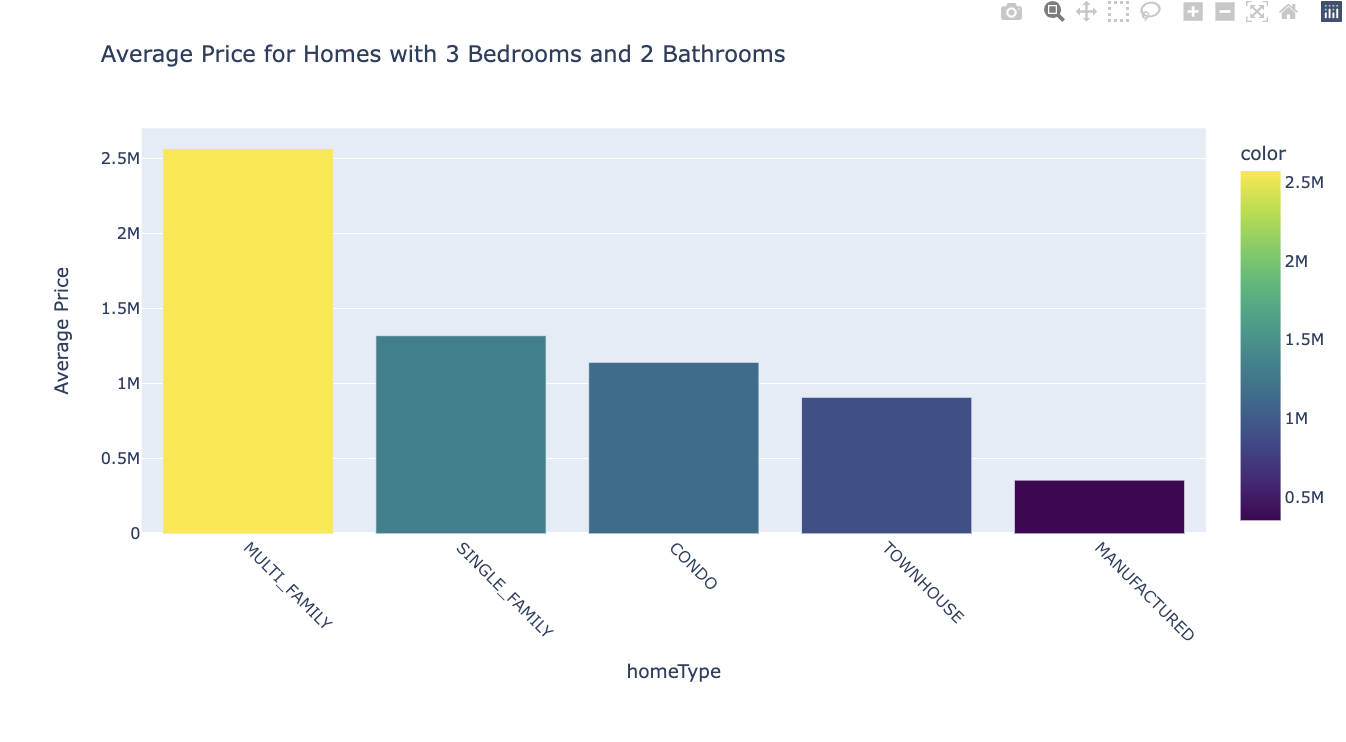 Average Price for Homes with 3 Bedrooms and 2 Bathrooms
Average Price
2.5M
2M
1.5M
1M
0.5M
0
MULTI_FAMILY
SINGLE_FAMILY
CONDO
TOWNHOUSE
MANUFACTURED
homeType
color
2.5M
2M
1.5M
1M
0.5M